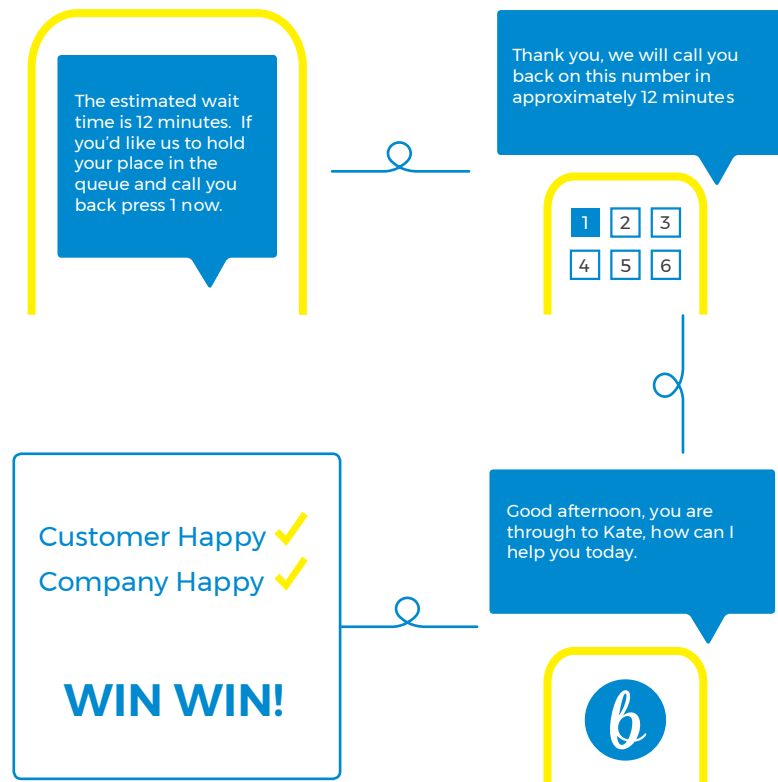 The estimated wait
time is 12 minutes.  If
you'd like us to hold
your place in the
queue and call you
back press 1 now.
Thank you, we will call you
back on this number in
approximately 12 minutes
1 2 3
4 5 6
Good afternoon, you are
through to Kate, how can I
help you today.
b
Customer Happy
Company Happy
WIN WIN!